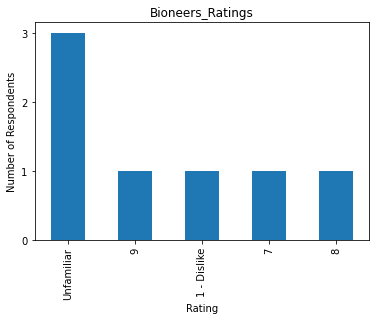 Bioneers_Ratings
Number of Respondents
3
2
1
0
Unfamiliar
9
1 - Dislike
7
8
Rating